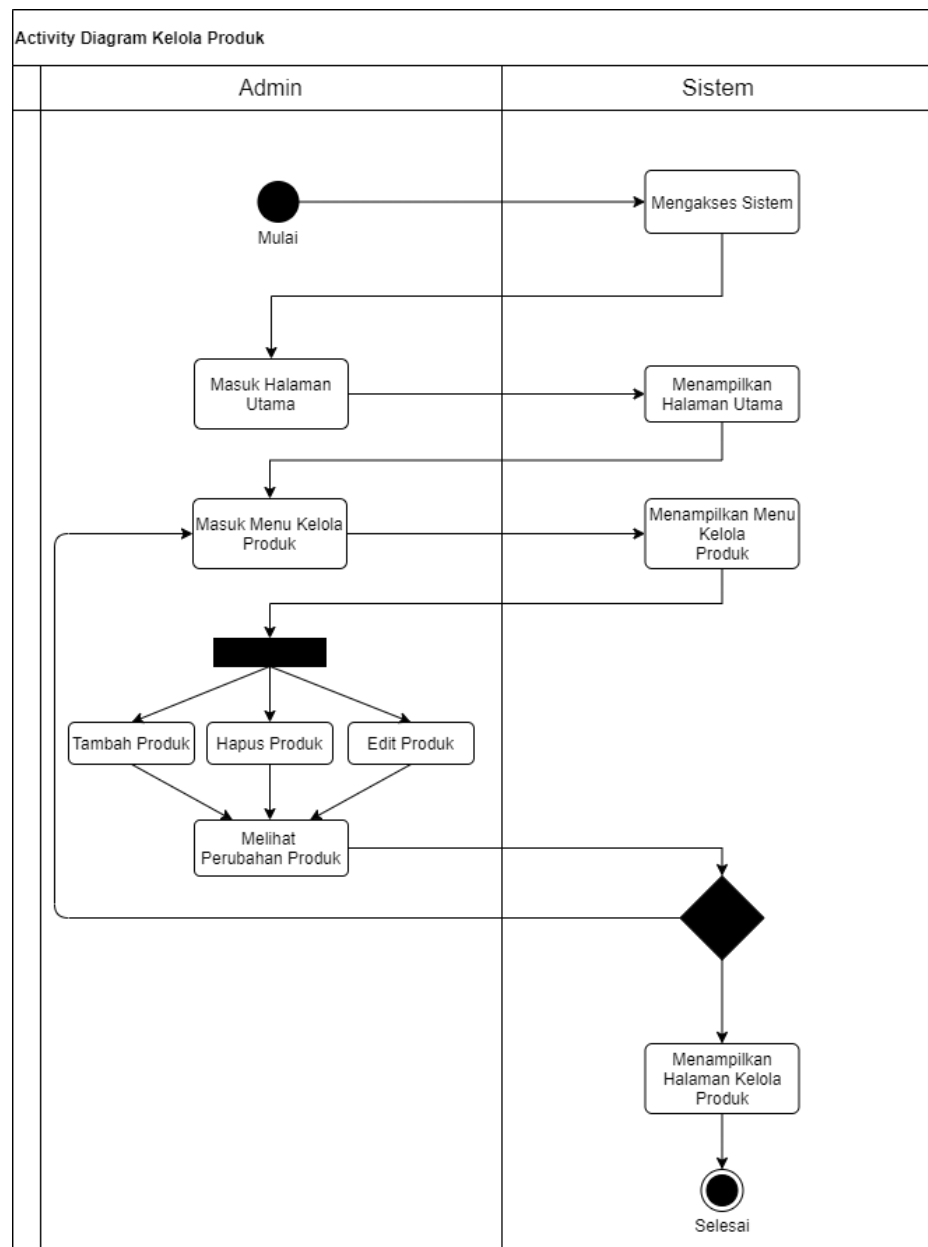 Activity Diagram Kelola Produk
Admin
Sistem
Mulai
Mengakses Sistem
Masuk Halaman
Utama
Menampilkan
Halaman Utama
Masuk Menu Kelola
Produk
Menampilkan Menu
Kelola
Produk
Tambah Produk
Hapus Produk
Edit Produk
Melihat
Perubahan Produk
Menampilkan
Halaman Kelola
Produk
Selesai